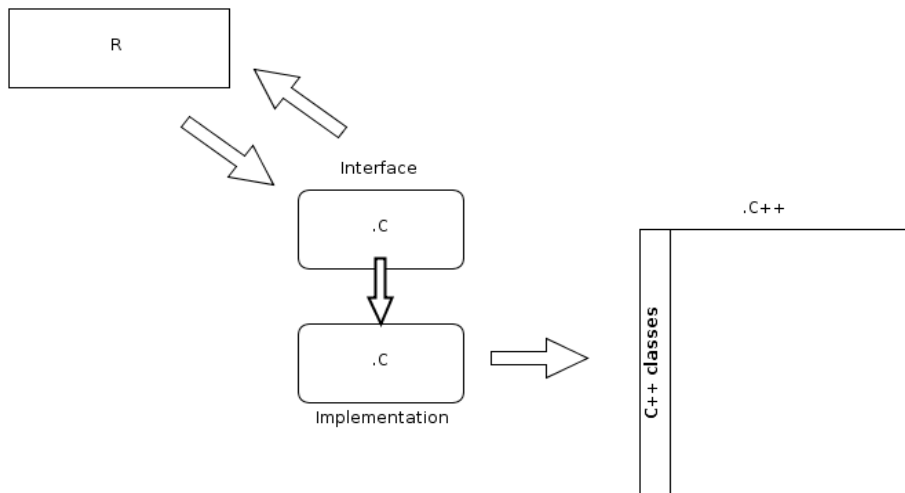 R
Interface
.C
.C++
C++ classes
.C
Implementation